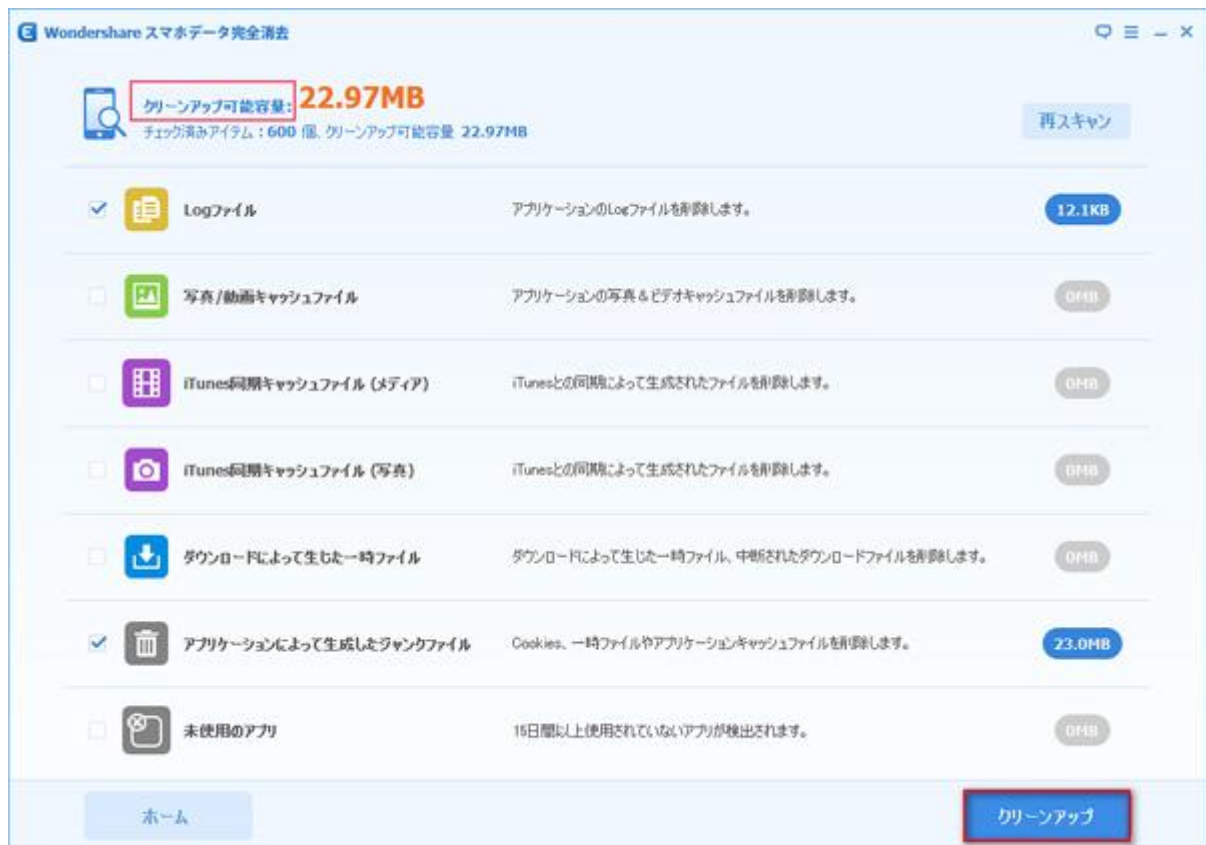 Wondershare スマホデータ完全消去
クリーンアップ可能容量: 22.97MB
チェック済みアイテム：600 個、クリーンアップ可能容量 22.97MB
再スキャン
Logファイル
アプリケーションのLogファイルを削除します。
12.1KB
写真/動画キャッシュファイル
アプリケーションの写真＆ビデオキャッシュファイルを削除します。
0MB
iTunes同期キャッシュファイル (メディア)
iTunesとの同期によって生成されたファイルを削除します。
0MB
iTunes同期キャッシュファイル (写真)
iTunesとの同期によって生成されたファイルを削除します。
0MB
ダウンロードによって生じた一時ファイル
ダウンロードによって生じた一時ファイル、中断されたダウンロードファイルを削除します。
0MB
アプリケーションによって生成したジャンクファイル
Cookies、一時ファイルやアプリケーションキャッシュファイルを削除します。
23.0MB
未使用のアプリ
15日間以上使用されていないアプリが検出されます。
0MB
ホーム
クリーンアップ